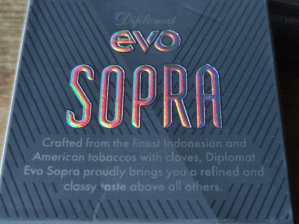 Diplomat
evo
SOPRA
Crafted from the finest Indonesian and
American tobaccos with cloves, Diplomat
Evo Sopra proudly brings you a refined and
classy taste above all others.